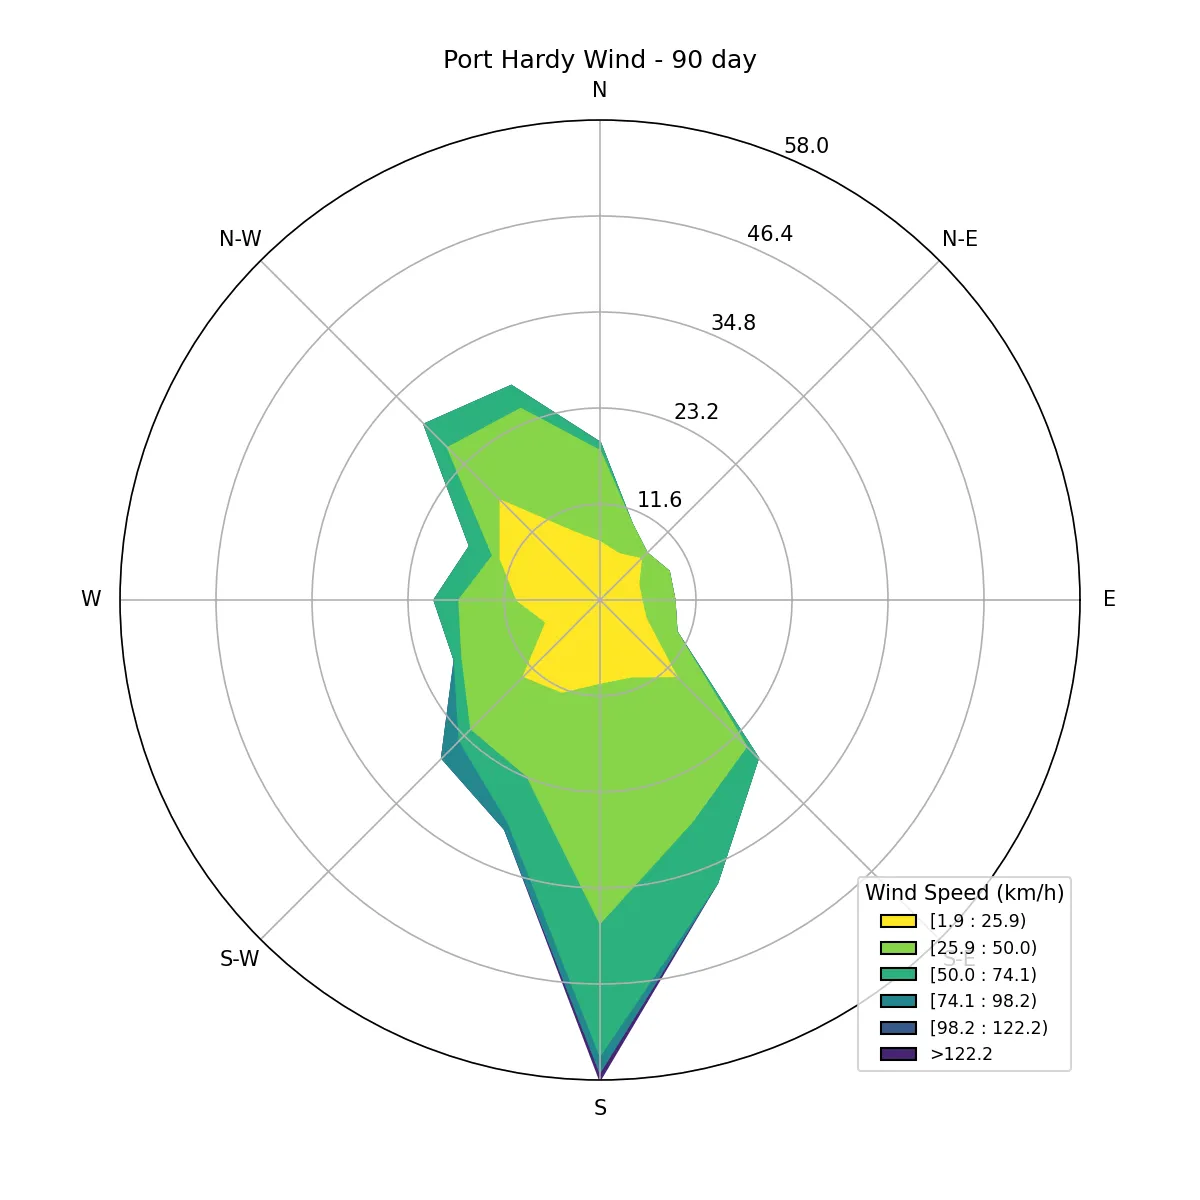 Port Hardy Wind - 90 day
N
58.0
N-W
46.4
N-E
34.8
23.2
11.6
W
E
S-W
S-E
S
Wind Speed (km/h)
[1.9 : 25.9)
[25.9 : 50.0)
[50.0 : 74.1)
[74.1 : 98.2)
[98.2 : 122.2)
>122.2